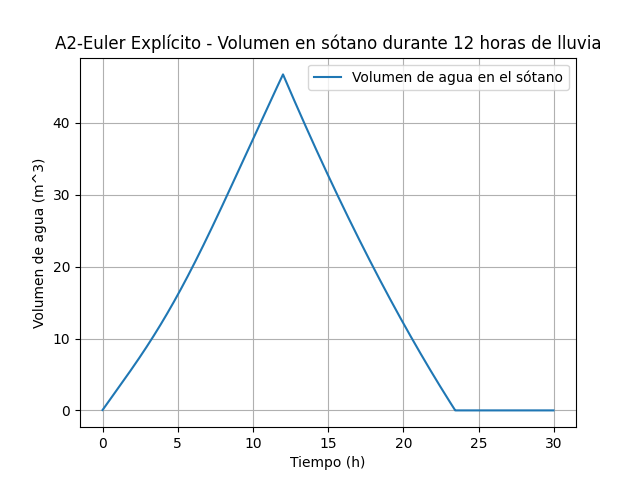 A2-Euler Explícito - Volumen en sótano durante 12 horas de lluvia
Volumen de agua en el sótano
Volumen de agua (m^3)
40
30
20
10
0
0 5 10 15 20 25 30
Tiempo (h)